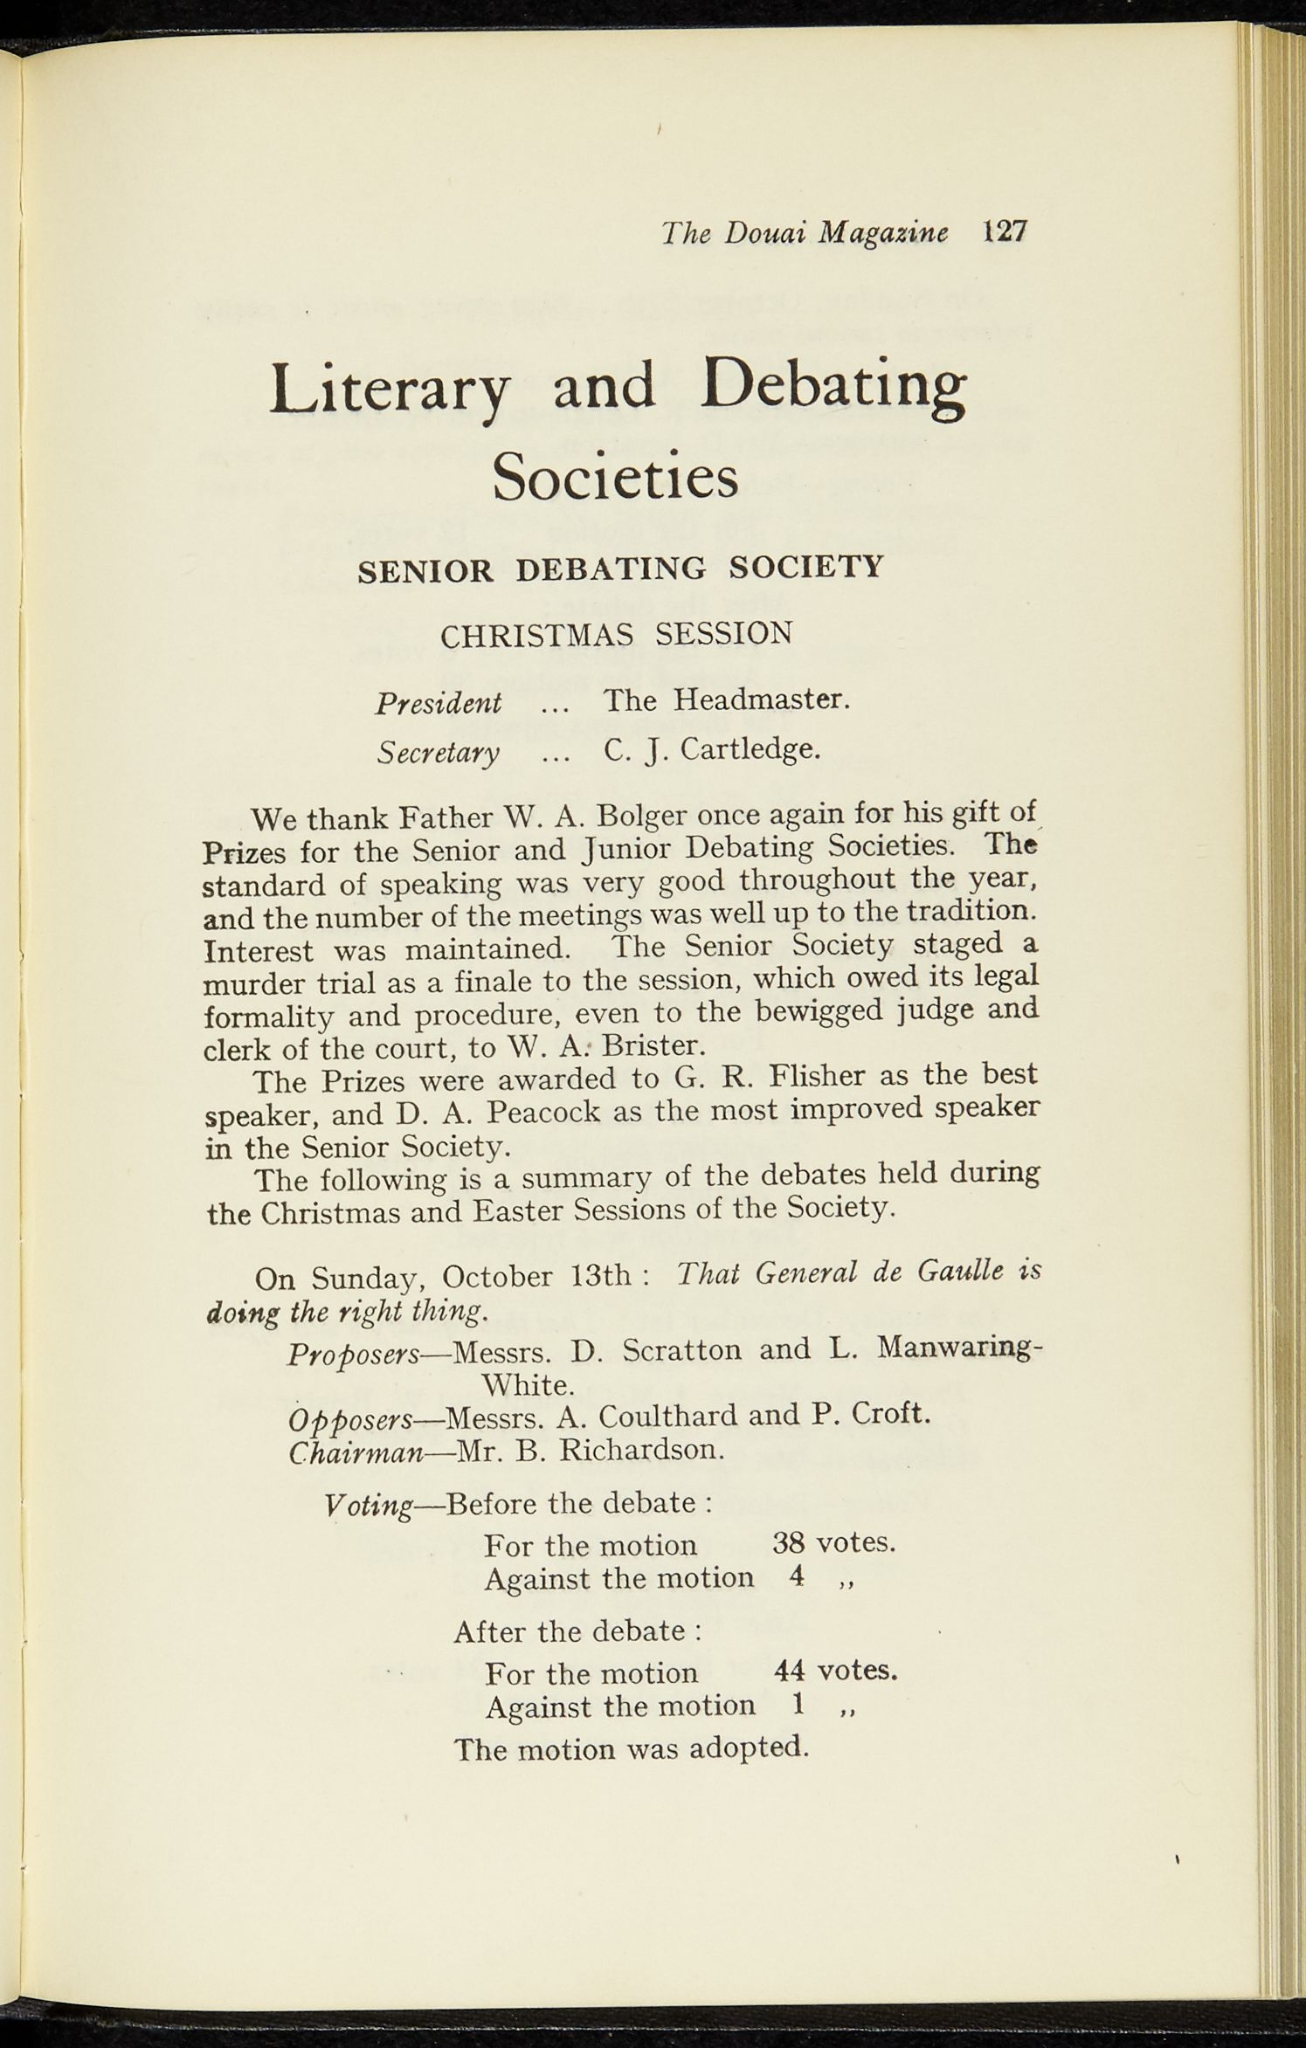 The Douai Magazine 127
Literary and Debating
Societies
SENIOR DEBATING SOCIETY
CHRISTMAS SESSION
President ... The Headmaster.
Secretary ... C. J. Cartledge.
We thank Father W. A. Bolger once again for his gift of
Prizes for the Senior and Junior Debating Societies. The
standard of speaking was very good throughout the year,
and the number of the meetings was well up to the tradition.
Interest was maintained. The Senior Society staged a
murder trial as a finale to the session, which owed its legal
formality and procedure, even to the bewigged judge and
clerk of the court, to W. A. Brister.
The Prizes were awarded to G. R. Flisher as the best
speaker, and D. A. Peacock as the most improved speaker
in the Senior Society.
The following is a summary of the debates held during
the Christmas and Easter Sessions of the Society.
On Sunday, October 13th : That General de Gaulle is
doing the right thing.
Proposers—Messrs. D. Scratton and L. Manwaring-
White.
Opposers—Messrs. A. Coulthard and P. Croft.
Chairman—Mr. B. Richardson.
Voting—Before the debate :
For the motion 38 votes.
Against the motion 4 ,,
After the debate :
For the motion 44 votes.
Against the motion 1 ,,
The motion was adopted.